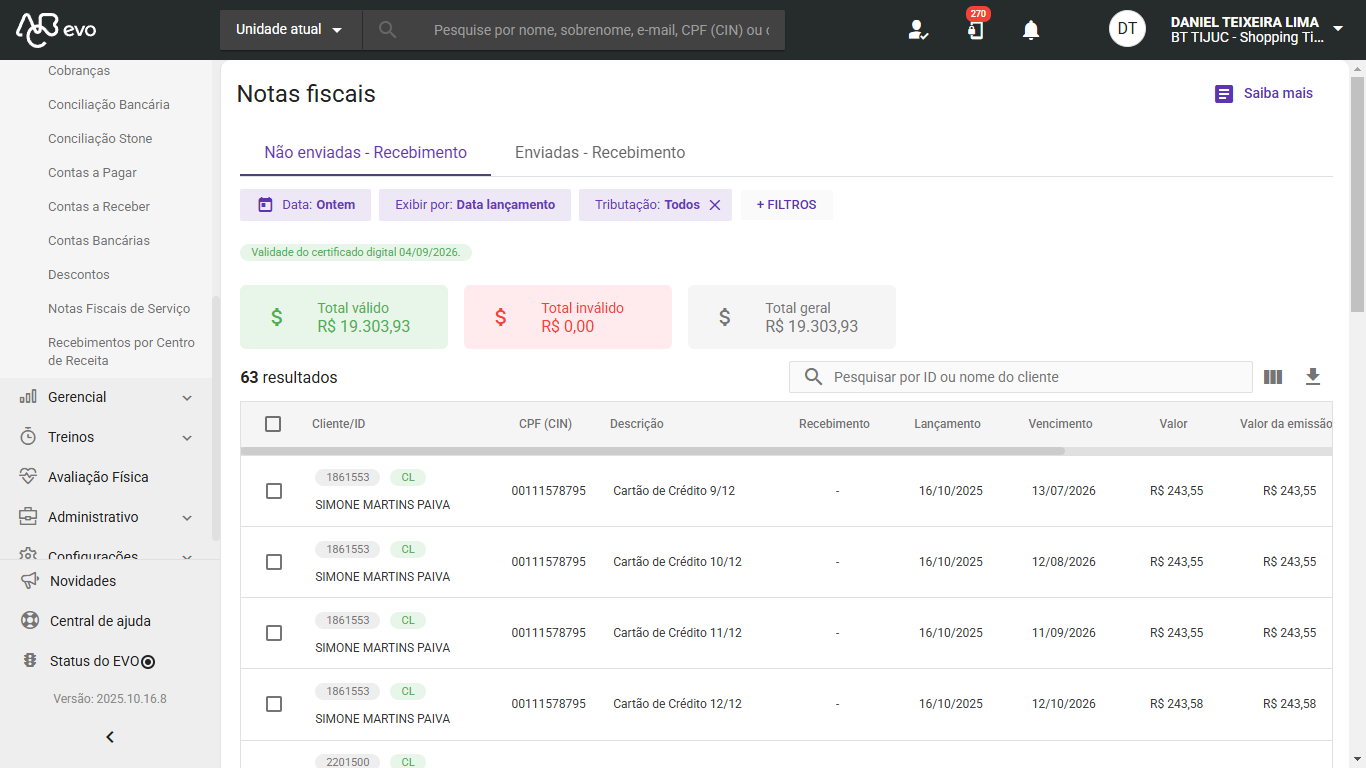 evo
Unidade atual
Pesquise por nome, sobrenome, e-mail, CPF (CIN) ou c
270
DT
DANIEL TEIXEIRA LIMA
BT TIJUC - Shopping Ti...
Cobranças
Conciliação Bancária
Conciliação Stone
Contas a Pagar
Contas a Receber
Contas Bancárias
Descontos
Notas Fiscais de Serviço
Recebimentos por Centro
de Receita
Gerencial
Treinos
Avaliação Física
Administrativo
Configurações
Novidades
Central de ajuda
Status do EVO
Versão: 2025.10.16.8
Notas fiscais
Saiba mais
Não enviadas - Recebimento
Enviadas - Recebimento
Data: Ontem
Exibir por: Data lançamento
Tributação: Todos
+ FILTROS
Validade do certificado digital 04/09/2026.
Total válido
R$ 19.303,93
Total inválido
R$ 0,00
Total geral
R$ 19.303,93
63 resultados
Pesquisar por ID ou nome do cliente
Cliente/ID CPF (CIN) Descrição Recebimento Lançamento Vencimento Valor Valor da emissão
1861553 CL
SIMONE MARTINS PAIVA
00111578795 Cartão de Crédito 9/12 - 16/10/2025 13/07/2026 R$ 243,55 R$ 243,55
1861553 CL
SIMONE MARTINS PAIVA
00111578795 Cartão de Crédito 10/12 - 16/10/2025 12/08/2026 R$ 243,55 R$ 243,55
1861553 CL
SIMONE MARTINS PAIVA
00111578795 Cartão de Crédito 11/12 - 16/10/2025 11/09/2026 R$ 243,55 R$ 243,55
1861553 CL
SIMONE MARTINS PAIVA
00111578795 Cartão de Crédito 12/12 - 16/10/2025 12/10/2026 R$ 243,58 R$ 243,58
2201500 CL